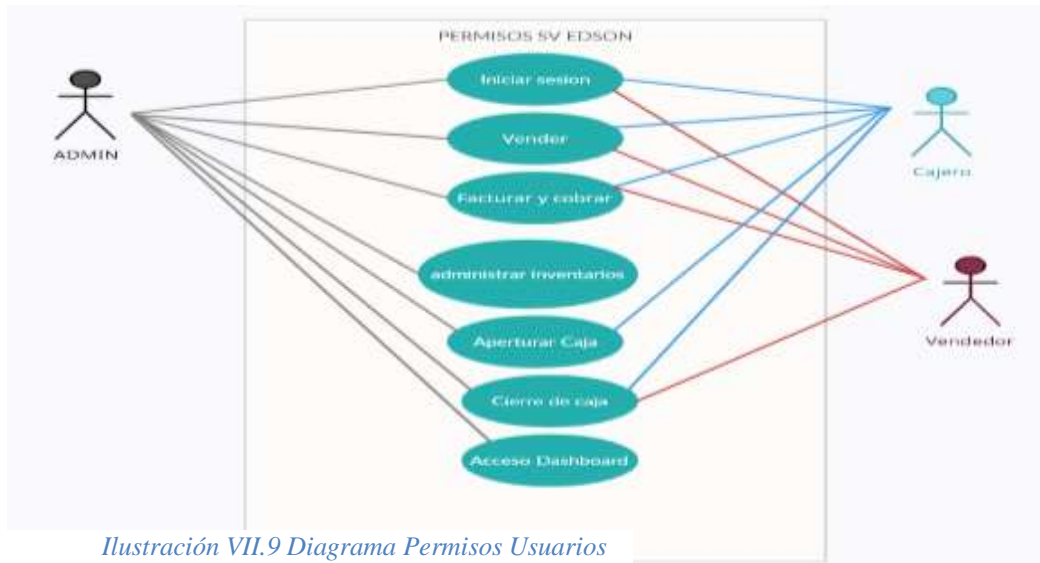 PERMISOS SV EDSON
Iniciar sesion
ADMIN
Vender
Cajero
Facturar y cobrar
administrar inventarios
Aperturar Caja
Vendedor
Cierre de caja
Acceso Dashboard
Ilustración VII.9 Diagrama Permisos Usuarios